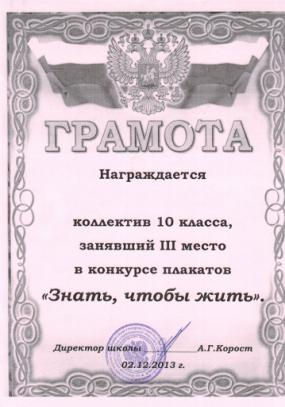 ГРАМОТА
Награждается
коллектив 10 класса,
занявший III место
в конкурсе плакатов
«Знать, чтобы жить».
Директор школы А.Г.Корост
02.12.2013 г.